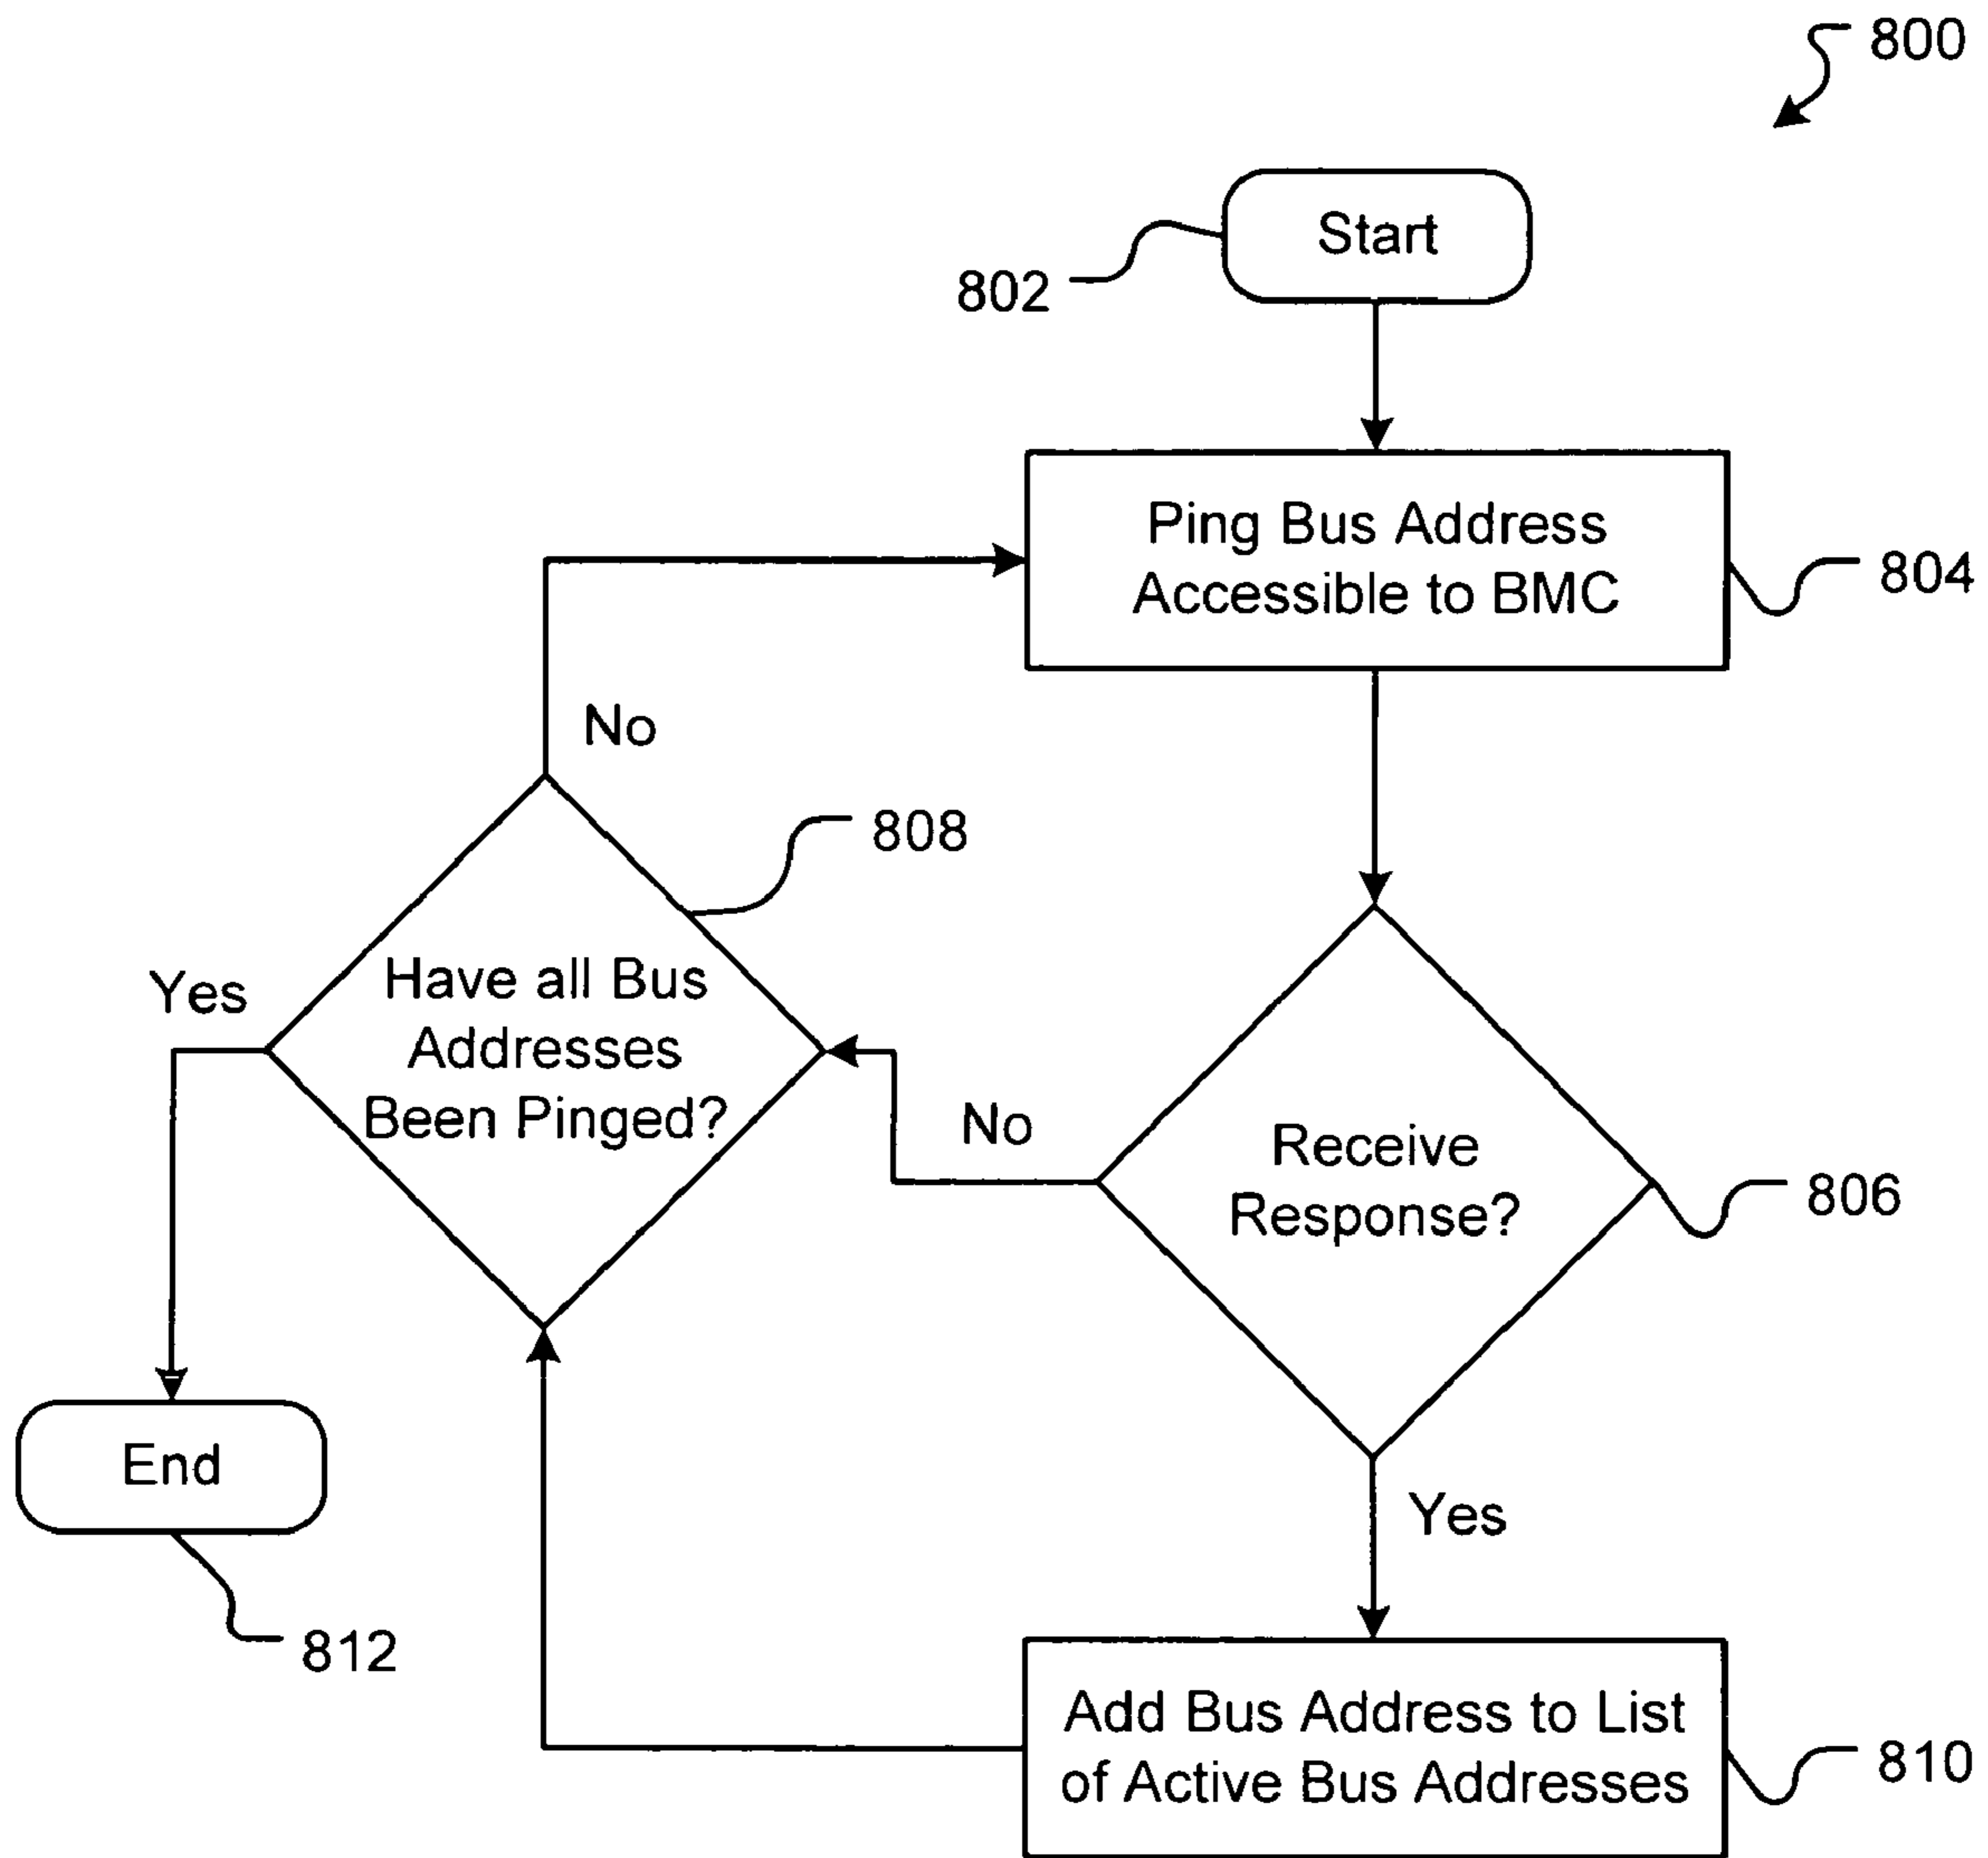 800
Start
802
Ping Bus Address
Accessible to BMC
804
No
808
Have all Bus
Addresses
Been Pinged?
Yes
No
Receive
Response?
806
Yes
End
812
Add Bus Address to List
of Active Bus Addresses
810